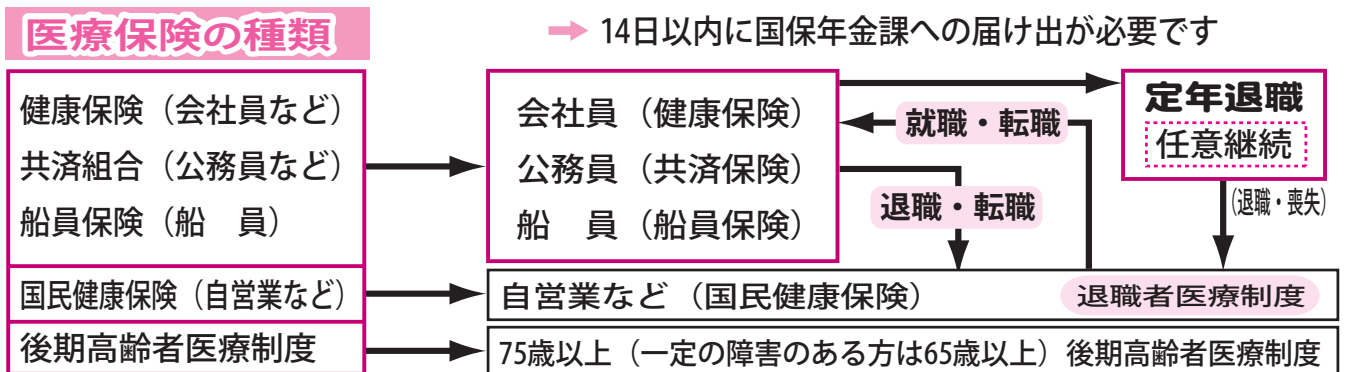 医療保険の種類
➡ 14日以内に国保年金課への届け出が必要です
健康保険（会社員など）
共済組合（公務員など）
船員保険（船　員）
国民健康保険（自営業など）
後期高齢者医療制度
会社員（健康保険）
公務員（共済保険）
船　員（船員保険）
就職・転職
退職・転職
定年退職
任意継続
（退職・喪失）
自営業など（国民健康保険）
退職者医療制度
75歳以上（一定の障害のある方は65歳以上）後期高齢者医療制度